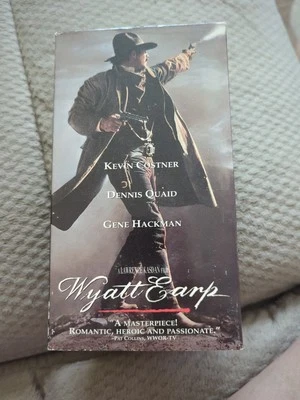 KEVIN COSTNER
DENNIS QUAID
GENE HACKMAN
A LAWRENCE KASDAN FILM
Wyatt Earp
"A MASTERPIECE!
ROMANTIC, HEROIC AND PASSIONATE."
-PAT COLLINS, WWOR-TV